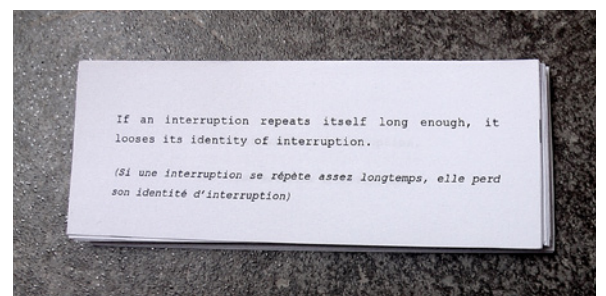 If an interruption repeats itself long enough, it
looses its identity of interruption.
(Si une interruption se répète assez longtemps, elle perd
son identité d'interruption)